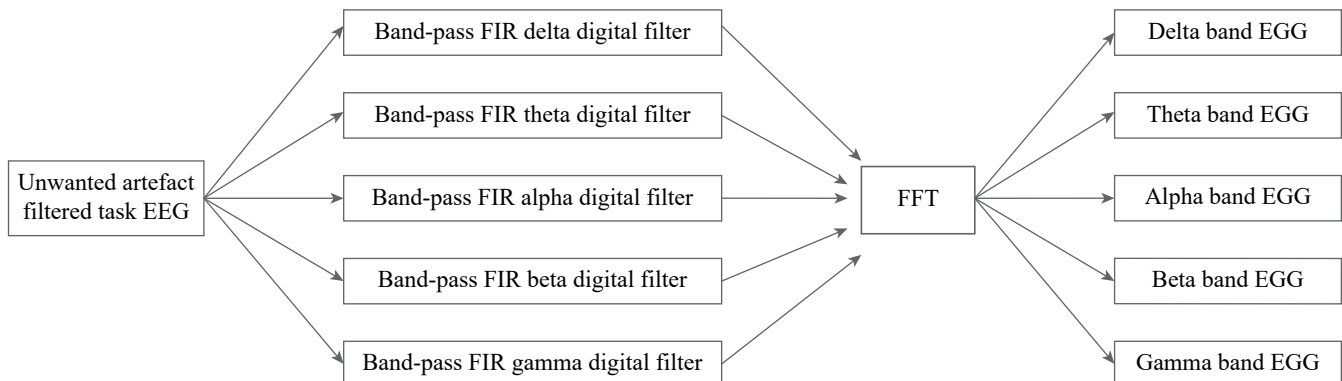 Band-pass FIR delta digital filter
Delta band EGG
Band-pass FIR theta digital filter
Theta band EGG
Unwanted artefact
filtered task EEG
Band-pass FIR alpha digital filter
FFT
Alpha band EGG
Band-pass FIR beta digital filter
Beta band EGG
Band-pass FIR gamma digital filter
Gamma band EGG